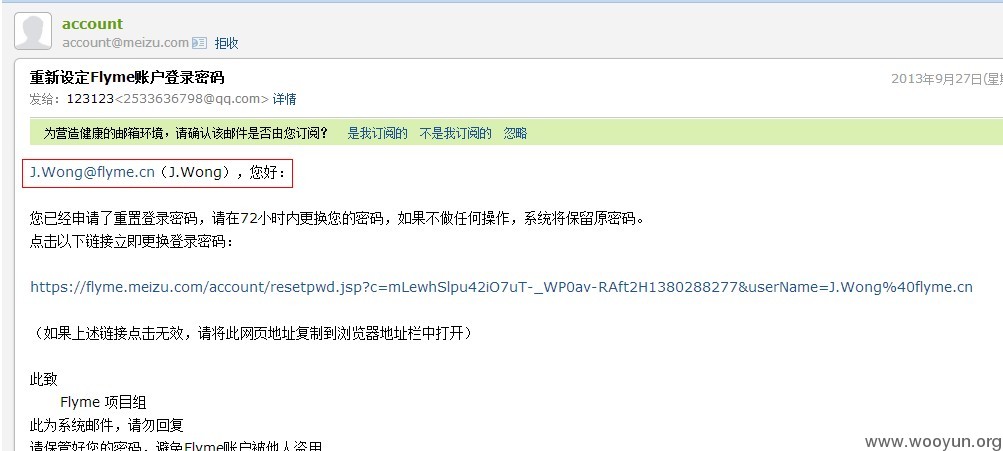 account
account@meizu.com 拒收
重新设定Flyme账户登录密码
2013年9月27日(星
发给：123123<2533636798@qq.com> 详情
为营造健康的邮箱环境，请确认该邮件是否由您订阅？ 是我订阅的 不是我订阅的 忽略
J.Wong@flyme.cn（J.Wong），您好：
您已经申请了重置登录密码，请在72小时内更换您的密码，如果不做任何操作，系统将保留原密码。
点击以下链接立即更换登录密码：
https://flyme.meizu.com/account/resetpwd.jsp?c=mLewhSlpu42iO7uT-_WP0av-RAft2H1380288277&userName=J.Wong%40flyme.cn
（如果上述链接点击无效，请将此网页地址复制到浏览器地址栏中打开）
此致
Flyme 项目组
此为系统邮件，请勿回复
请保管好您的密码，避免Flyme账户被他人盗用
www.wooyun.org